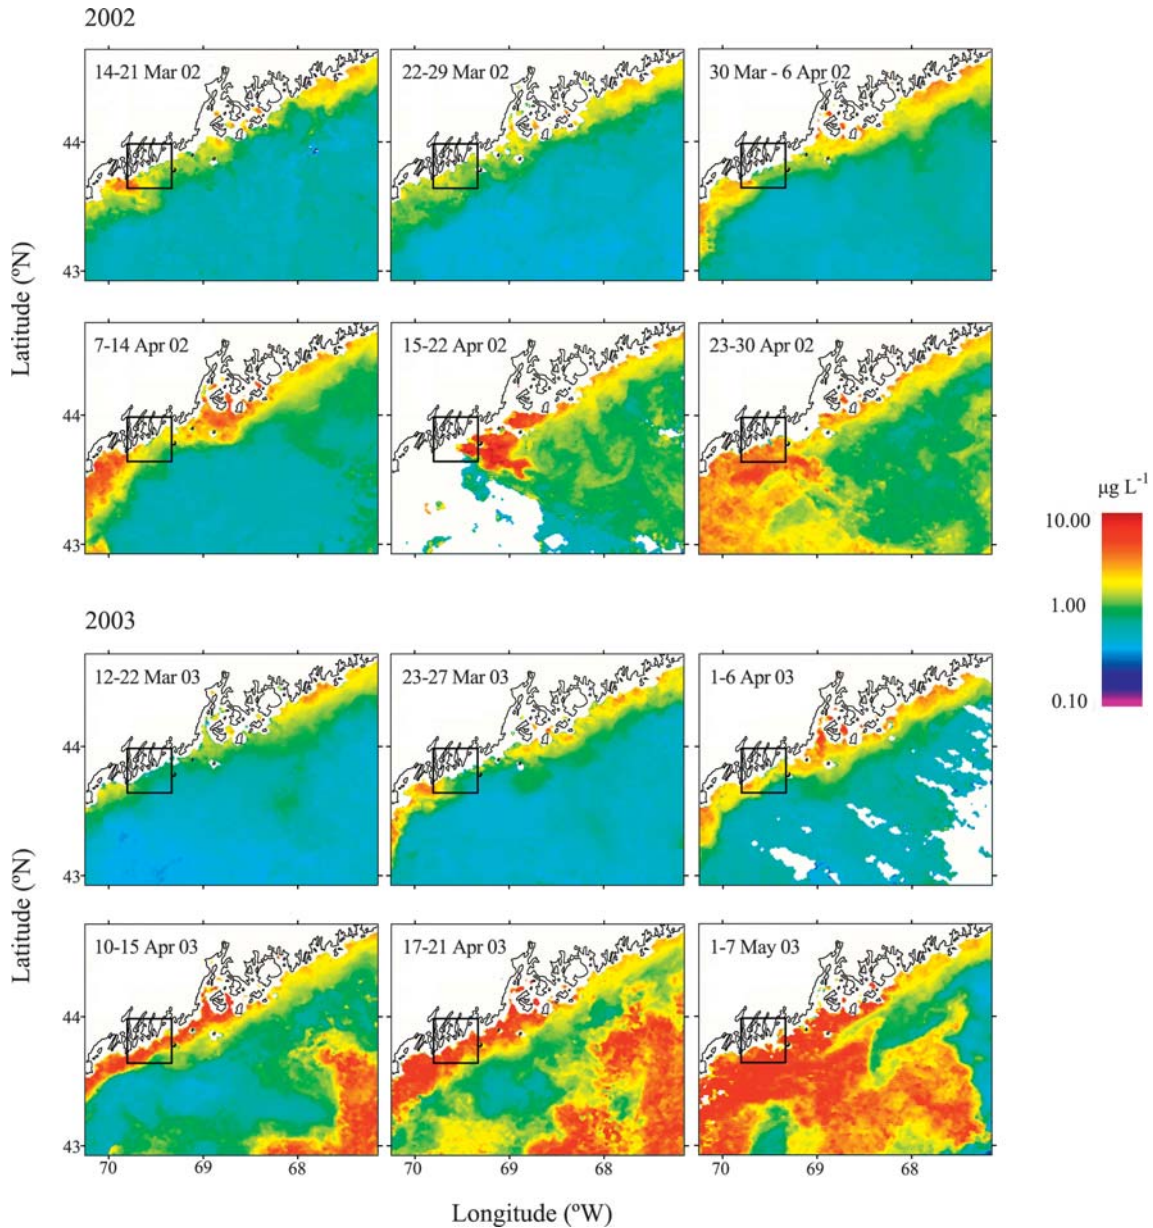 2002
14-21 Mar 02 22-29 Mar 02 30 Mar - 6 Apr 02
44
43
Latitude (ºN)
7-14 Apr 02 15-22 Apr 02 23-30 Apr 02
44
43
µg L-1
10.00
1.00
0.10
2003
12-22 Mar 03 23-27 Mar 03 1-6 Apr 03
44
43
Latitude (ºN)
10-15 Apr 03 17-21 Apr 03 1-7 May 03
44
43
70 69 68 70 69 68 70 69 68
Longitude (ºW)